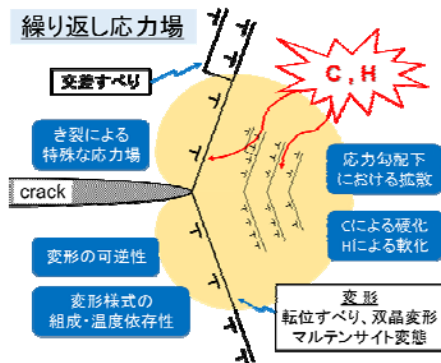 繰り返し応力場
交差すべり
C , H
き裂による
特殊な応力場
応力勾配下
における拡散
crack
Cによる硬化
Hによる軟化
変形の可逆性
変形様式の
組成・温度依存性
変 形
転位すべり、双晶変形
マルテンサイト変態